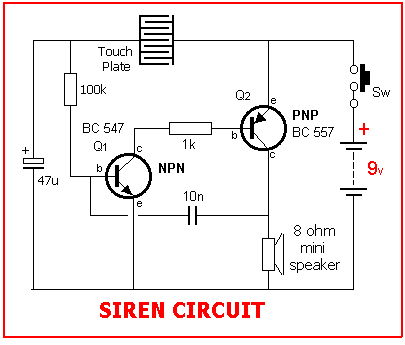 Touch
Plate
100k
Q2
e
PNP
BC 557
b
c
Sw
BC 547
Q1
c
b
NPN
e
1k
+
47u
10n
+
9v
8 ohm
mini
speaker
SIREN CIRCUIT